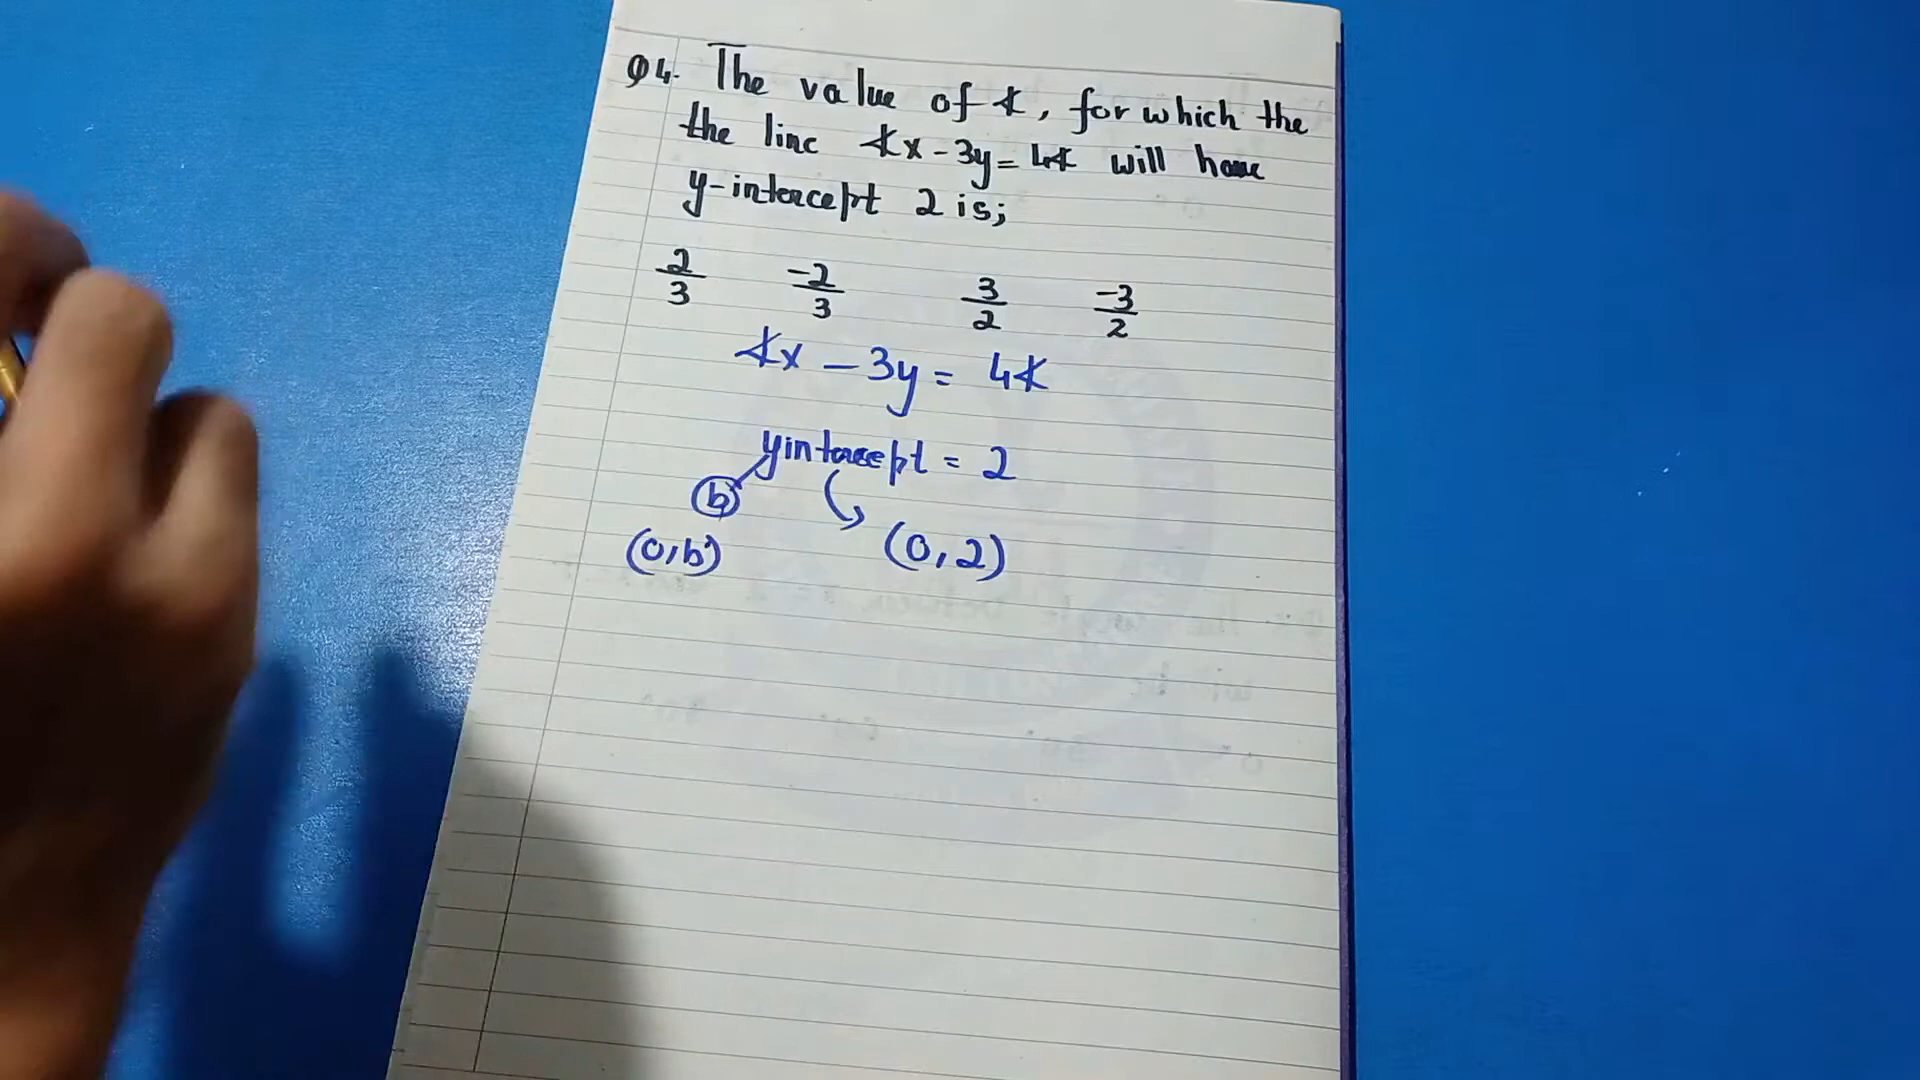 Q4. The value of k, for which the
the line kx - 3y = 4k will have
y-intercept 2 is;
2/3 -2/3 3/2 -3/2
kx - 3y = 4k
y intercept = 2
b
(0,b) (0,2)